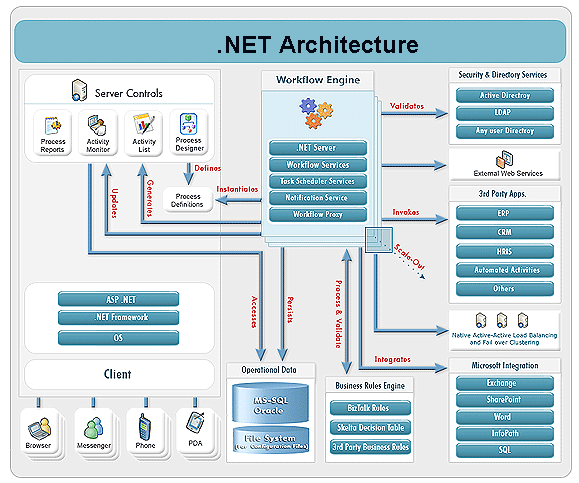 .NET Architecture
Server Controls
Process
Reports
Activity
Monitor
Activity
List
Process
Designer
Defines
Process
Definitions
Instantiates
Updates
Generates
Workflow Engine
.NET Server
Workflow Services
Task Scheduler Services
Notification Service
Workflow Proxy
Validates
Invokes
Scale-Out
Security & Directory Services
Active Directroy
LDAP
Any user Directroy
External Web Services
3rd Party Apps.
ERP
CRM
HRIS
Automated Activities
Others
Native Active-Active Load Balancing
and Fail over Clustering
ASP .NET
.NET Framework
OS
Client
Browser
Messenger
Phone
PDA
Accesses
Persists
Process & Validate
Integrates
Operational Data
MS-SQL
Oracle
File System
(For Configuration Files)
Business Rules Engine
BizTalk Rules
Skelta Decision Table
3rd Party Business Rules
Microsoft Integration
Exchange
SharePoint
Word
InfoPath
SQL